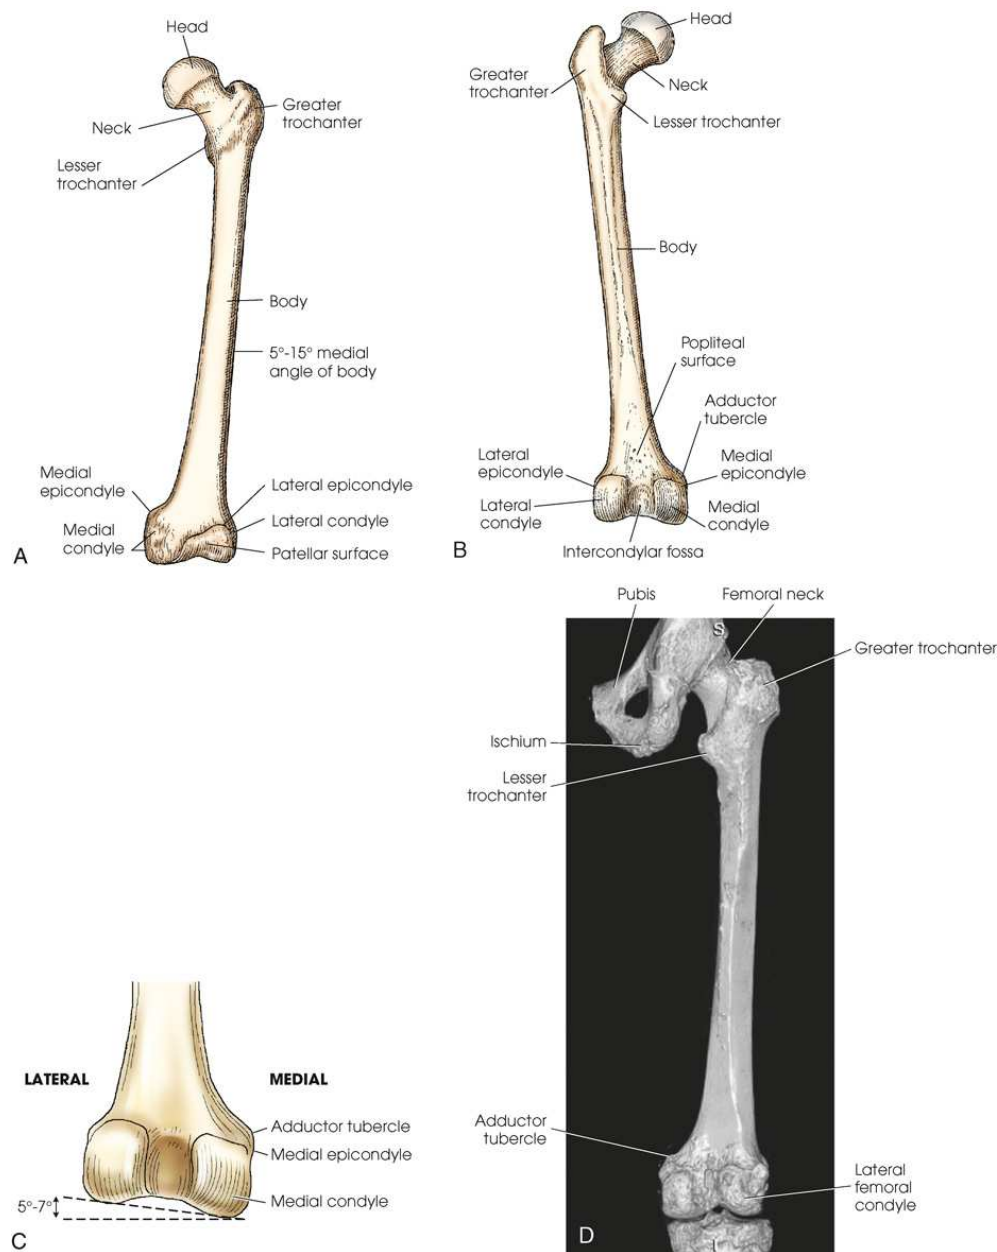 Head
Neck
Greater
trochanter
Lesser
trochanter
Body
5°-15° medial
angle of body
Medial
epicondyle
Medial
condyle
Lateral epicondyle
Lateral condyle
Patellar surface
A
Head
Greater
trochanter
Neck
Lesser trochanter
Body
Popliteal
surface
Adductor
tubercle
Lateral
epicondyle
Medial
epicondyle
Lateral
condyle
Medial
condyle
Intercondylar fossa
B
LATERAL
MEDIAL
Adductor tubercle
Medial epicondyle
Medial condyle
5°-7°
C
Pubis
Femoral neck
S
Greater trochanter
Ischium
Lesser
trochanter
Adductor
tubercle
Lateral
femoral
condyle
D
I